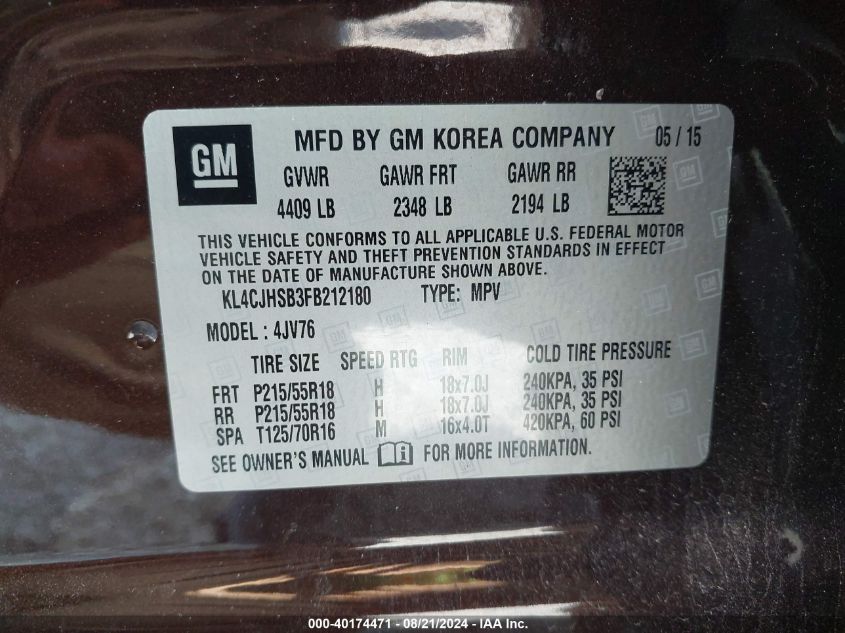 GM
MFD BY GM KOREA COMPANY 05 / 15
GVWR GAWR FRT GAWR RR
4409 LB 2348 LB 2194 LB
THIS VEHICLE CONFORMS TO ALL APPLICABLE U.S. FEDERAL MOTOR
VEHICLE SAFETY AND THEFT PREVENTION STANDARDS IN EFFECT
ON THE DATE OF MANUFACTURE SHOWN ABOVE.
KL4CJHSB3FB212180 TYPE: MPV
MODEL : 4JV76
TIRE SIZE SPEED RTG RIM COLD TIRE PRESSURE
FRT P215/55R18 H 18x7.0J 240KPA, 35 PSI
RR P215/55R18 H 18x7.0J 240KPA, 35 PSI
SPA T125/70R16 M 16x4.0T 420KPA, 60 PSI
SEE OWNER'S MANUAL FOR MORE INFORMATION.
000-40174471 - 08/21/2024 - IAA Inc.